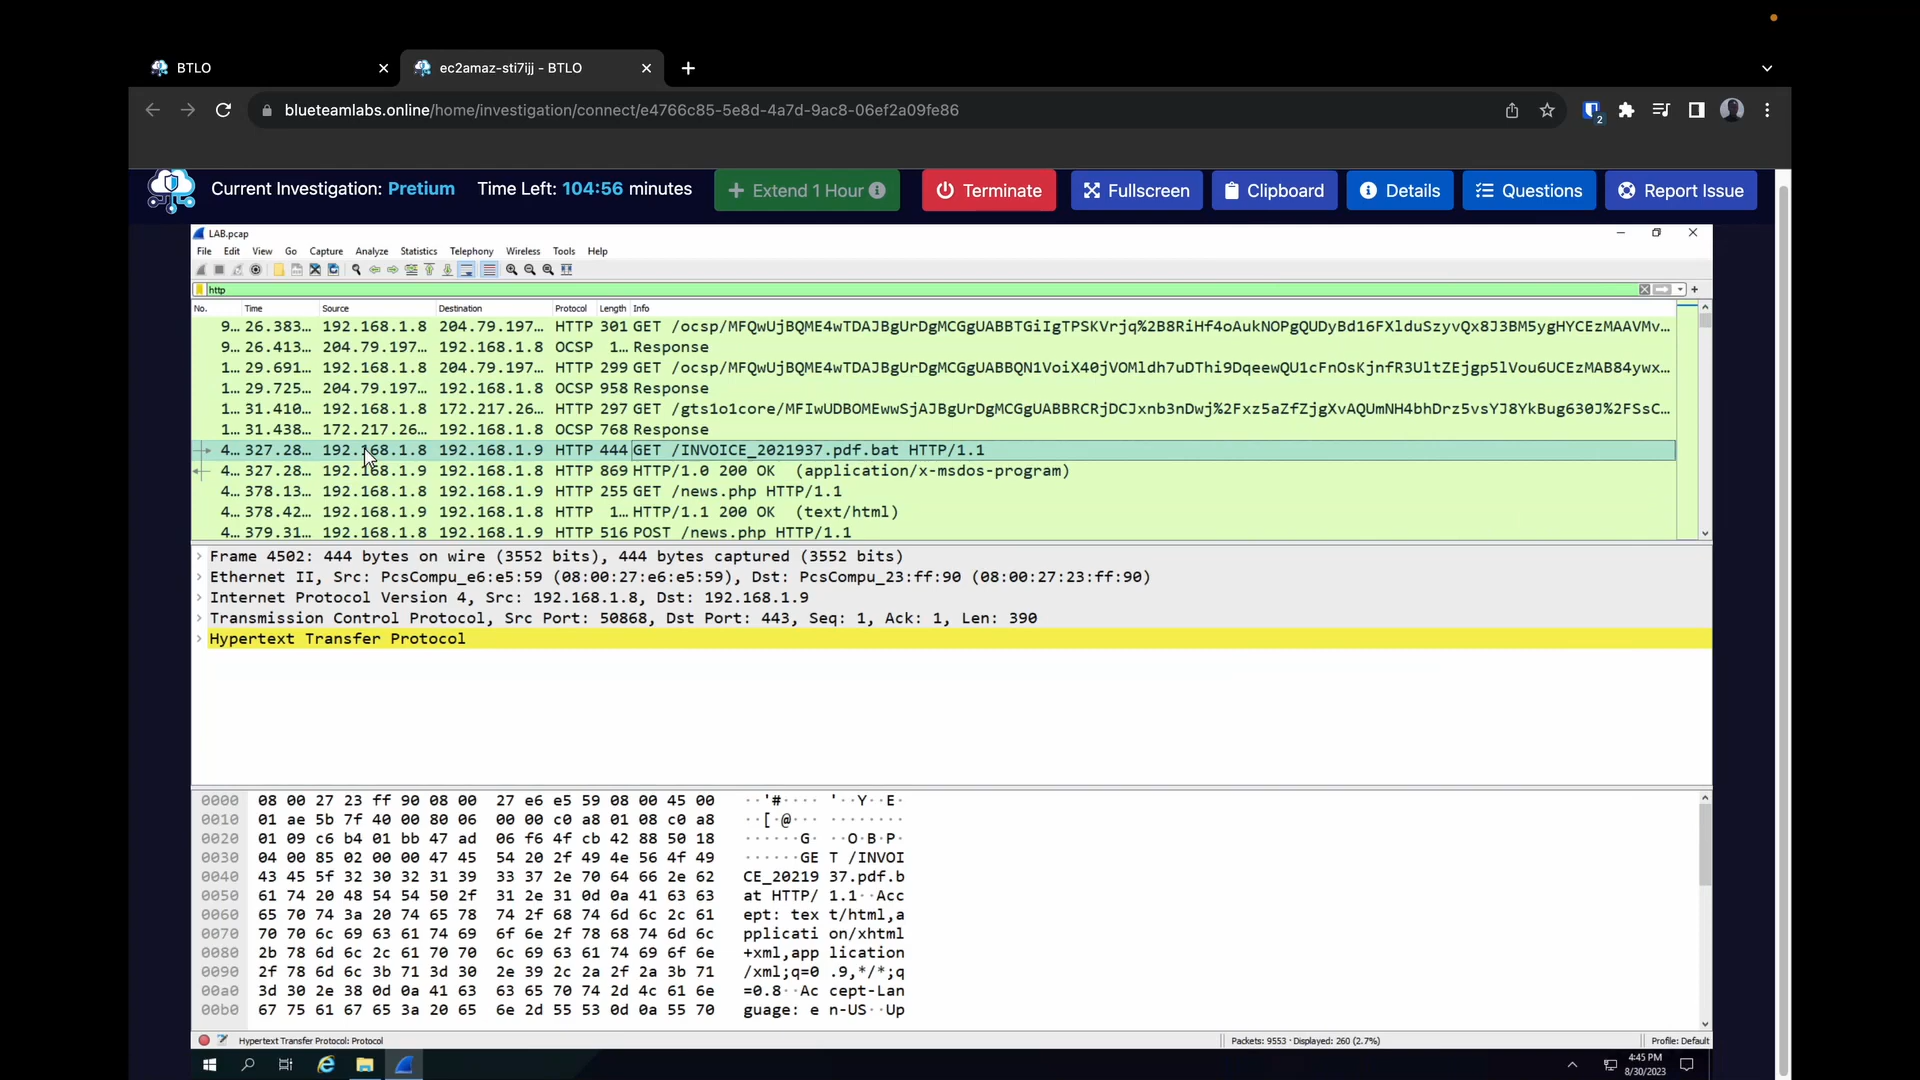 BTLO
ec2amaz-sti7ijj - BTLO
blueteamlabs.online/home/investigation/connect/e4766c85-5e8d-4a7d-9ac8-06ef2a09fe86
2
Current Investigation: Pretium Time Left: 104:56 minutes
Extend 1 Hour
Terminate
Fullscreen
Clipboard
Details
Questions
Report Issue
LAB.pcap
File Edit View Go Capture Analyze Statistics Telephony Wireless Tools Help
http
No. Time Source Destination Protocol Length Info
9… 26.383… 192.168.1.8 204.79.197… HTTP 301 GET /ocsp/MFQwUjBQME4wTDAJBgUrDgMCGgUABBTGiIgTPSKVrjq%2B8RiHf4oAukNOPgQUDyBd16FXlduSzyvQx8J3BM5ygHYCEzMAAVMv…
9… 26.413… 204.79.197… 192.168.1.8 OCSP 1… Response
1… 29.691… 192.168.1.8 204.79.197… HTTP 299 GET /ocsp/MFQwUjBQME4wTDAJBgUrDgMCGgUABBQN1VoiX40jVOMldh7uDThi9DqeewQU1cFnOsKjnfR3UltZEjgp5lVou6UCEzMAB84ywx…
1… 29.725… 204.79.197… 192.168.1.8 OCSP 958 Response
1… 31.410… 192.168.1.8 172.217.26… HTTP 297 GET /gts1o1core/MFIwUDBOMEwwSjAJBgUrDgMCGgUABBRCRjDCJxnb3nDwj%2Fxz5aZfZjgXvAQUmNH4bhDrz5vsYJ8YkBug630J%2FSsC…
1… 31.438… 172.217.26… 192.168.1.8 OCSP 768 Response
4… 327.28… 192.168.1.8 192.168.1.9 HTTP 444 GET /INVOICE_2021937.pdf.bat HTTP/1.1
4… 327.28… 192.168.1.9 192.168.1.8 HTTP 869 HTTP/1.0 200 OK (application/x-msdos-program)
4… 378.13… 192.168.1.8 192.168.1.9 HTTP 255 GET /news.php HTTP/1.1
4… 378.42… 192.168.1.9 192.168.1.8 HTTP 1… HTTP/1.1 200 OK (text/html)
4… 379.31… 192.168.1.8 192.168.1.9 HTTP 516 POST /news.php HTTP/1.1
Frame 4502: 444 bytes on wire (3552 bits), 444 bytes captured (3552 bits)
Ethernet II, Src: PcsCompu_e6:e5:59 (08:00:27:e6:e5:59), Dst: PcsCompu_23:ff:90 (08:00:27:23:ff:90)
Internet Protocol Version 4, Src: 192.168.1.8, Dst: 192.168.1.9
Transmission Control Protocol, Src Port: 50868, Dst Port: 443, Seq: 1, Ack: 1, Len: 390
Hypertext Transfer Protocol
0000 08 00 27 23 ff 90 08 00 27 e6 e5 59 08 00 45 00 ··'#···· '··Y··E·
0010 01 ae 5b 7f 40 00 80 06 00 00 c0 a8 01 08 c0 a8 ··[·@··· ········
0020 01 09 c6 b4 01 bb 47 ad 06 f6 4f cb 42 88 50 18 ······G· ··O·B·P·
0030 04 00 85 02 00 00 47 45 54 20 2f 49 4e 56 4f 49 ······GE T /INVOI
0040 43 45 5f 32 30 32 31 39 33 37 2e 70 64 66 2e 62 CE_20219 37.pdf.b
0050 61 74 20 48 54 54 50 2f 31 2e 31 0d 0a 41 63 63 at HTTP/ 1.1··Acc
0060 65 70 74 3a 20 74 65 78 74 2f 68 74 6d 6c 2c 61 ept: tex t/html,a
0070 70 70 6c 69 63 61 74 69 6f 6e 2f 78 68 74 6d 6c pplicati on/xhtml
0080 2b 78 6d 6c 2c 61 70 70 6c 69 63 61 74 69 6f 6e +xml,app lication
0090 2f 78 6d 6c 3b 71 3d 30 2e 39 2c 2a 2f 2a 3b 71 /xml;q=0 .9,*/*;q
00a0 3d 30 2e 38 0d 0a 41 63 63 65 70 74 2d 4c 61 6e =0.8··Ac cept-Lan
00b0 67 75 61 67 65 3a 20 65 6e 2d 55 53 0d 0a 55 70 guage: e n-US··Up
Hypertext Transfer Protocol: Protocol
Packets: 9553 · Displayed: 260 (2.7%)
Profile: Default
4:45 PM
8/30/2023